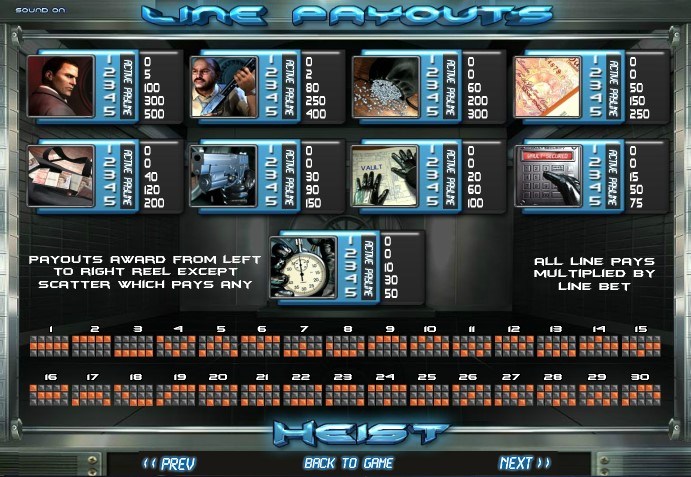 SOUND ON
LINE PAYOUTS
1 2 3 4 5
ACTIVE PAYLINE
0
5
100
300
500
1 2 3 4 5
ACTIVE PAYLINE
0
2
80
250
400
1 2 3 4 5
ACTIVE PAYLINE
0
0
60
200
300
1 2 3 4 5
ACTIVE PAYLINE
0
0
50
150
250
1 2 3 4 5
ACTIVE PAYLINE
0
0
40
120
200
1 2 3 4 5
ACTIVE PAYLINE
0
0
30
90
150
VAULT
1 2 3 4 5
ACTIVE PAYLINE
0
0
20
60
100
VAULT SECURED
1 2 3 4 5
ACTIVE PAYLINE
0
0
15
50
75
1 2 3 4 5
ACTIVE PAYLINE
0
0
10
30
50
PAYOUTS AWARD FROM LEFT
TO RIGHT REEL EXCEPT
SCATTER WHICH PAYS ANY
ALL LINE PAYS
MULTIPLIED BY
LINE BET
1 2 3 4 5 6 7 8 9 10 11 12 13 14 15
16 17 18 19 20 21 22 23 24 25 26 27 28 29 30
HEIST
‹‹ PREV
BACK TO GAME
NEXT ››